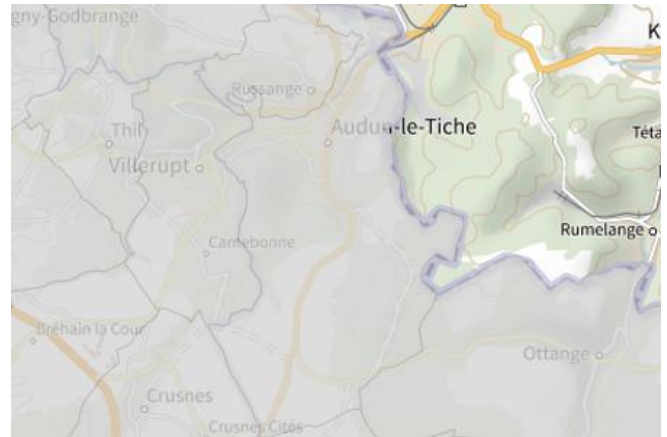 gny-Godbrange
K
Russange
Thil
Audun-le-Tiche
Téta
Villerupt
Rumelange
Cantebonne
Bréhain la Cour
Ottange
Crusnes
Crusnes Cités